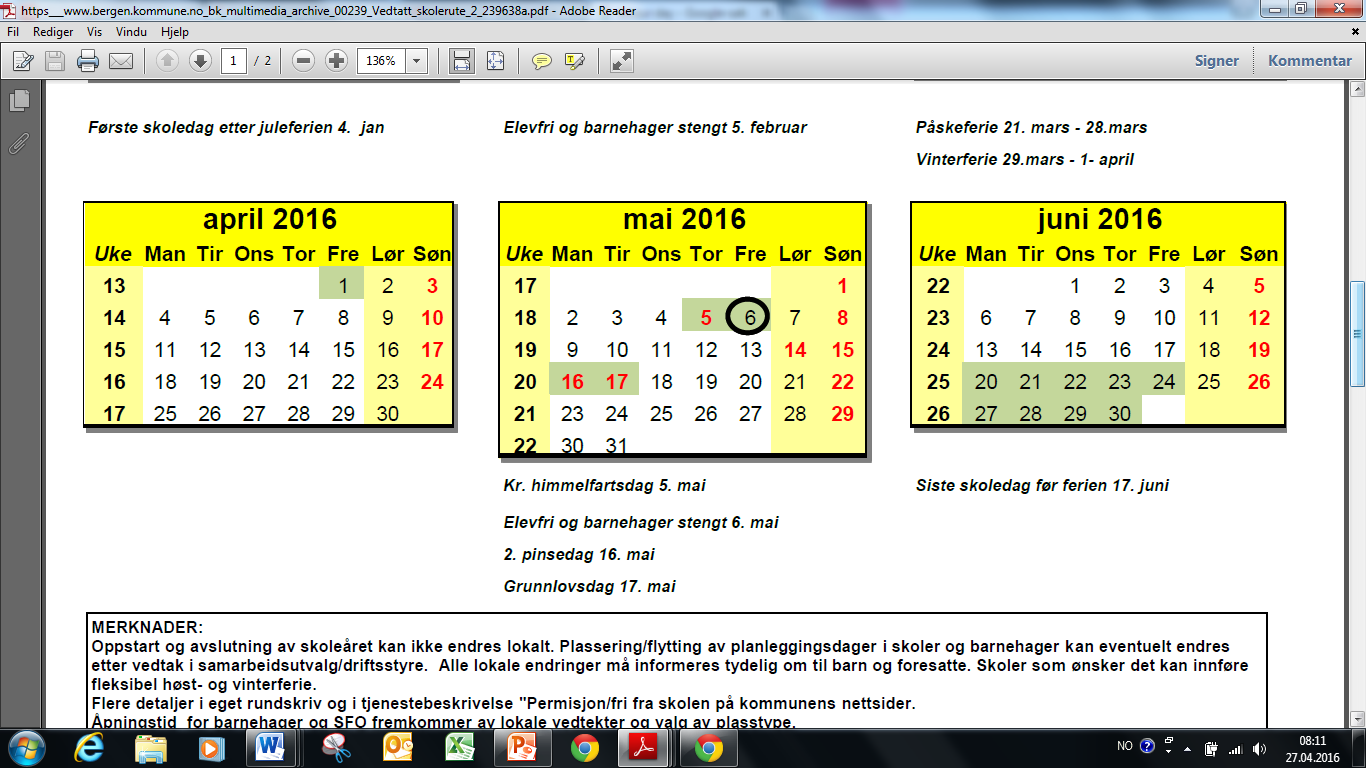 https___www.bergen.kommune.no_bk_multimedia_archive_00239_Vedtatt_skolerute_2_239638a.pdf - Adobe Reader
Fil Rediger Vis Vindu Hjelp
1 / 2 136% Signer Kommentar
Første skoledag etter juleferien 4. jan
Elevfri og barnehager stengt 5. februar
Påskeferie 21. mars - 28.mars
Vinterferie 29.mars - 1- april
april 2016
Uke Man Tir Ons Tor Fre Lør Søn
13 1 2 3
14 4 5 6 7 8 9 10
15 11 12 13 14 15 16 17
16 18 19 20 21 22 23 24
17 25 26 27 28 29 30
mai 2016
Uke Man Tir Ons Tor Fre Lør Søn
17 1
18 2 3 4 5 6 7 8
19 9 10 11 12 13 14 15
20 16 17 18 19 20 21 22
21 23 24 25 26 27 28 29
22 30 31
Kr. himmelfartsdag 5. mai
Elevfri og barnehager stengt 6. mai
2. pinsedag 16. mai
Grunnlovsdag 17. mai
juni 2016
Uke Man Tir Ons Tor Fre Lør Søn
22 1 2 3 4 5
23 6 7 8 9 10 11 12
24 13 14 15 16 17 18 19
25 20 21 22 23 24 25 26
26 27 28 29 30
Siste skoledag før ferien 17. juni
MERKNADER:
Oppstart og avslutning av skoleåret kan ikke endres lokalt. Plassering/flytting av planleggingsdager i skoler og barnehager kan eventuelt endres
etter vedtak i samarbeidsutvalg/driftsstyre. Alle lokale endringer må informeres tydelig om til barn og foresatte. Skoler som ønsker det kan innføre
fleksibel høst- og vinterferie.
Flere detaljer i eget rundskriv og i tjenestebeskrivelse "Permisjon/fri fra skolen på kommunens nettsider.
Åpningstid for barnehager og SFO fremkommer av lokale vedtekter og valg av plasstype.
NO 08:11
27.04.2016